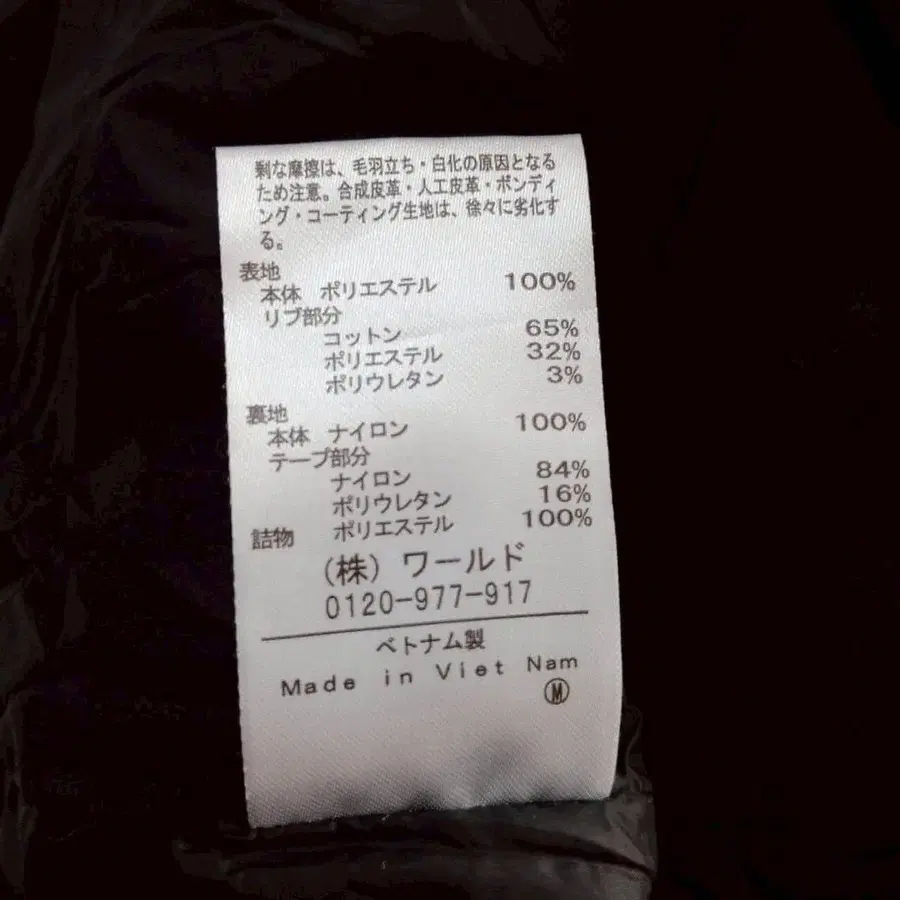 剰な摩擦は、毛羽立ち・白化の原因となる
ため注意。合成皮革・人工皮革・ボンディ
ング・コーティング生地は、徐々に劣化す
る。
表地
本体 ポリエステル 100%
リブ部分
コットン 65%
ポリエステル 32%
ポリウレタン 3%
裏地
本体 ナイロン 100%
テープ部分
ナイロン 84%
ポリウレタン 16%
詰物 ポリエステル 100%
(株) ワールド
0120-977-917
ベトナム製
Made in Viet Nam
Ⓜ